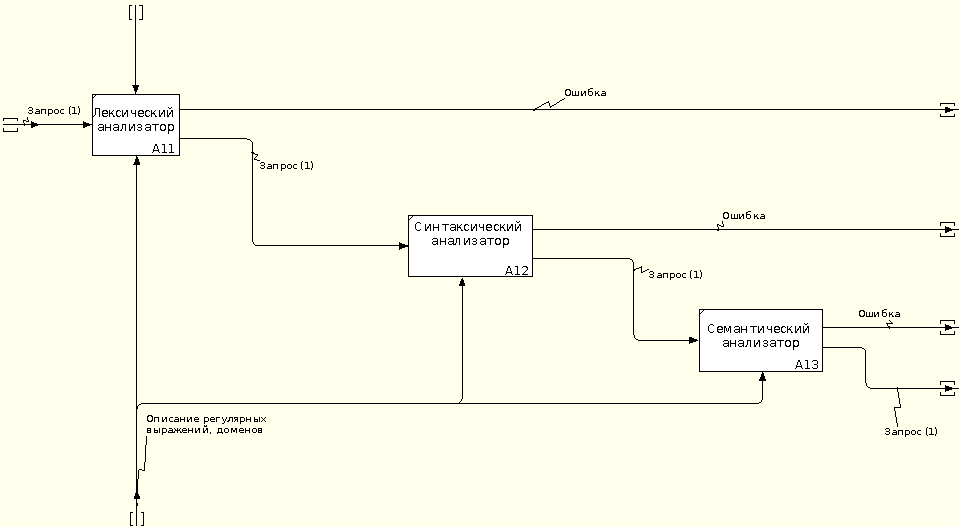 Запрос (1)
Лексический
анализатор
A11
Ошибка
Запрос (1)
Синтаксический
анализатор
A12
Ошибка
Запрос (1)
Семантический
анализатор
A13
Ошибка
Запрос (1)
Описание регулярных
выражений, доменов